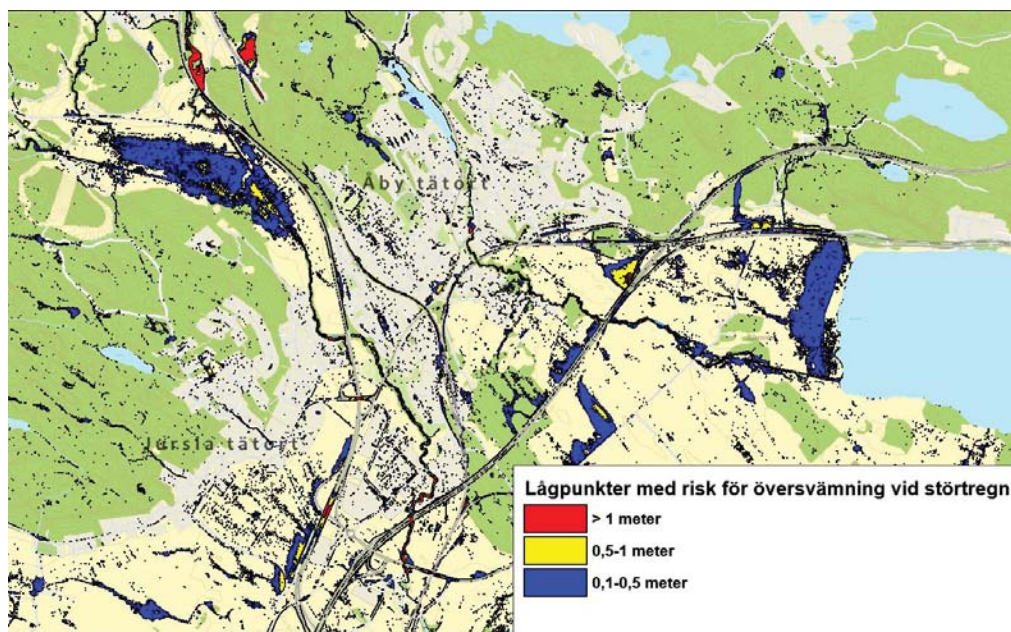 Åby tätort
Jursla tätort
Lågpunkter med risk för översvämning vid störtregn
> 1 meter
0,5-1 meter
0,1-0,5 meter